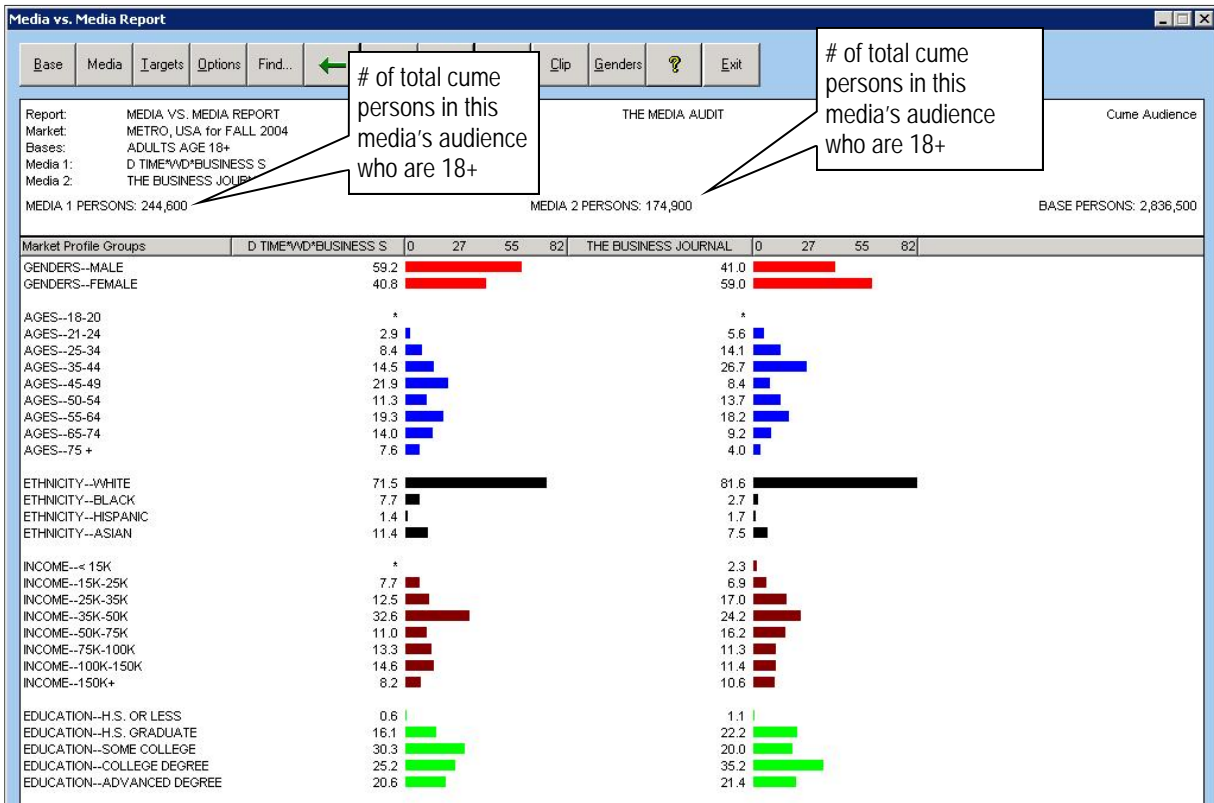 Media vs. Media Report
Base Media Targets Options Find... Clip Genders ? Exit
# of total cume
persons in this
media's audience
who are 18+
# of total cume
persons in this
media's audience
who are 18+
Report: MEDIA VS. MEDIA REPORT THE MEDIA AUDIT Cume Audience
Market: METRO, USA for FALL 2004
Bases: ADULTS AGE 18+
Media 1: D TIME*WD*BUSINESS S
Media 2: THE BUSINESS
MEDIA 1 PERSONS: 244,600 MEDIA 2 PERSONS: 174,900 BASE PERSONS: 2,836,500
Market Profile Groups D TIME*WD*BUSINESS S 0 27 55 82 THE BUSINESS JOURNAL 0 27 55 82
GENDERS--MALE 59.2 41.0
GENDERS--FEMALE 40.8 59.0
AGES--18-20 * *
AGES--21-24 2.9 5.6
AGES--25-34 8.4 14.1
AGES--35-44 14.5 26.7
AGES--45-49 21.9 8.4
AGES--50-54 11.3 13.7
AGES--55-64 19.3 18.2
AGES--65-74 14.0 9.2
AGES--75 + 7.6 4.0
ETHNICITY--WHITE 71.5 81.6
ETHNICITY--BLACK 7.7 2.7
ETHNICITY--HISPANIC 1.4 1.7
ETHNICITY--ASIAN 11.4 7.5
INCOME--< 15K * 2.3
INCOME--15K-25K 7.7 6.9
INCOME--25K-35K 12.5 17.0
INCOME--35K-50K 32.6 24.2
INCOME--50K-75K 11.0 16.2
INCOME--75K-100K 13.3 11.3
INCOME--100K-150K 14.6 11.4
INCOME--150K+ 8.2 10.6
EDUCATION--H.S. OR LESS 0.6 1.1
EDUCATION--H.S. GRADUATE 16.1 22.2
EDUCATION--SOME COLLEGE 30.3 20.0
EDUCATION--COLLEGE DEGREE 25.2 35.2
EDUCATION--ADVANCED DEGREE 20.6 21.4